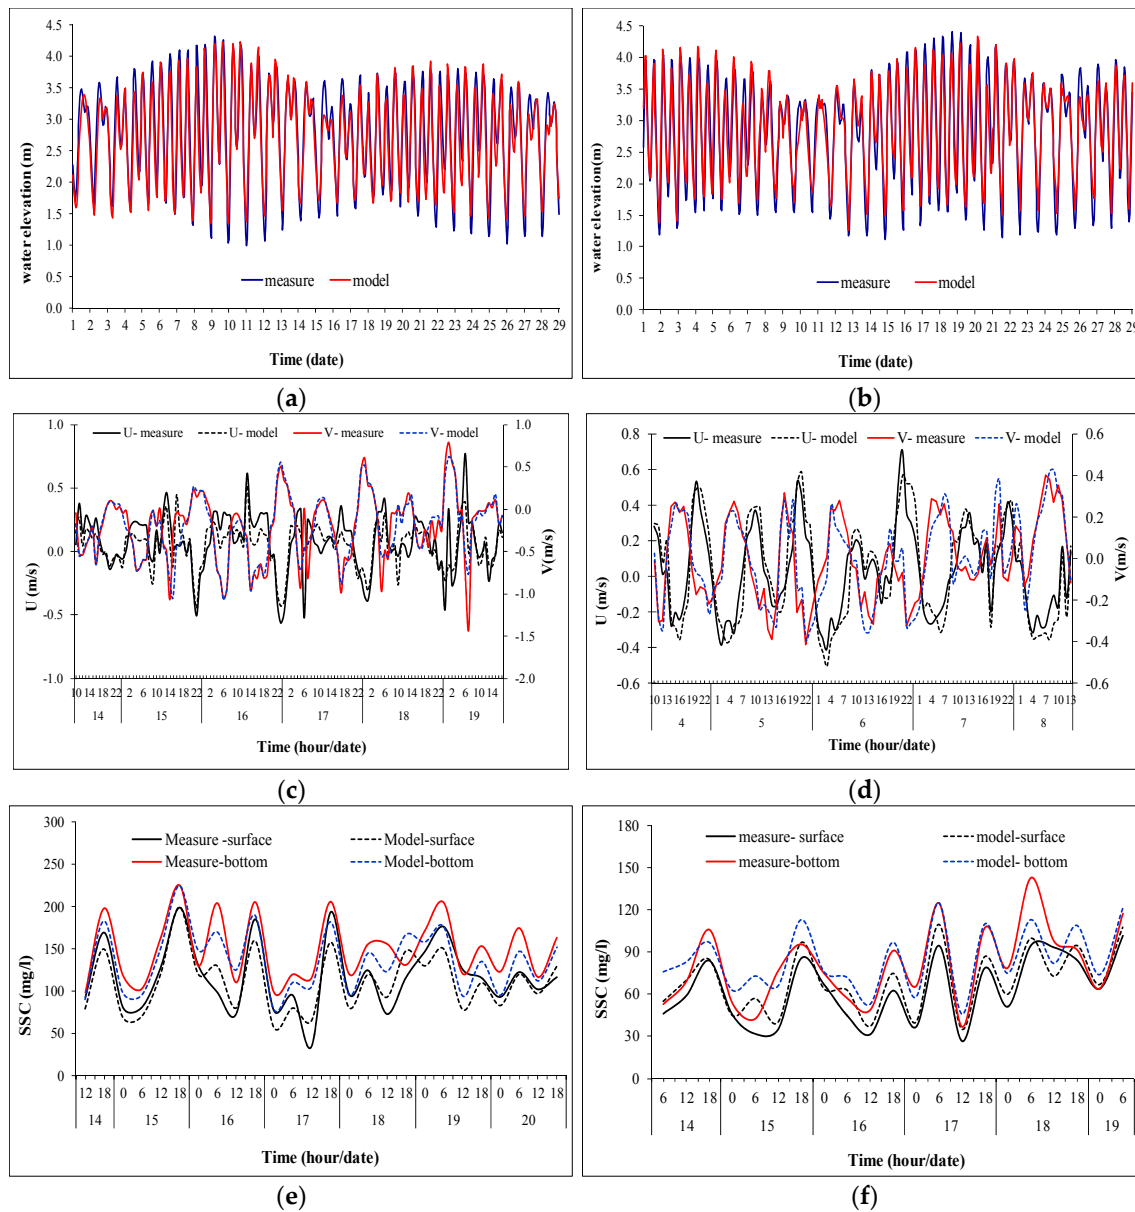 4.5
4.0
3.5
3.0
2.5
2.0
1.5
1.0
0.5
0.0
water elevation(m)
measure model
1 2 3 4 5 6 7 8 9 10 11 12 13 15 16 17 18 19 20 21 22 23 24 25 26 27 28 29
Time (date)
(a)
4.5
4.0
3.5
3.0
2.5
2.0
1.5
1.0
0.5
0.0
water elevation(m)
measure model
1 2 3 4 5 6 7 8 9 10 11 12 13 14 15 16 17 18 19 20 21 22 23 24 25 26 27 28 29
Time (date)
(b)
U- measure U- model V- measure V- model
1.0
0.5
0.0
-0.5
-1.0
U (m/s)
1.0
0.5
0.0
-0.5
-1.0
-1.5
-2.0
V(m/s)
10 14 18 22 2 6 10 14 18 22 2 6 10 14 18 22 2 6 10 14 18 22 2 6 10 14 18 22 2 6 10 14
14 15 16 17 18 19
Time (hour/date)
(c)
U- measure U- model V- measure V- model
0.8
0.6
0.4
0.2
0.0
-0.2
-0.4
-0.6
U (m/s)
0.6
0.4
0.2
0.0
-0.2
-0.4
-0.6
V(m/s)
10 13 16 19 22 1 4 7 10 13 16 19 22 1 4 7 10 13 16 19 22 1 4 7 10 13 16 19 22 1 4 7 10 13
4 5 6 7 8
Time (hour/date)
(d)
300
250
200
150
100
50
0
SSC (mg/l)
Measure -surface Model-surface
Measure-bottom Model-bottom
12 18 0 6 12 18 0 6 12 18 0 6 12 18 0 6 12 18 0 6 12 18 0 6 12 18
14 15 16 17 18 19 20
Time (hour/date)
(e)
180
150
120
90
60
30
0
SSC (mg/l)
measure- surface model-surface
measure-bottom model- bottom
6 12 18 0 6 12 18 0 6 12 18 0 6 12 18 0 6 12 18 0 6
14 15 16 17 18 19
Time (hour/date)
(f)